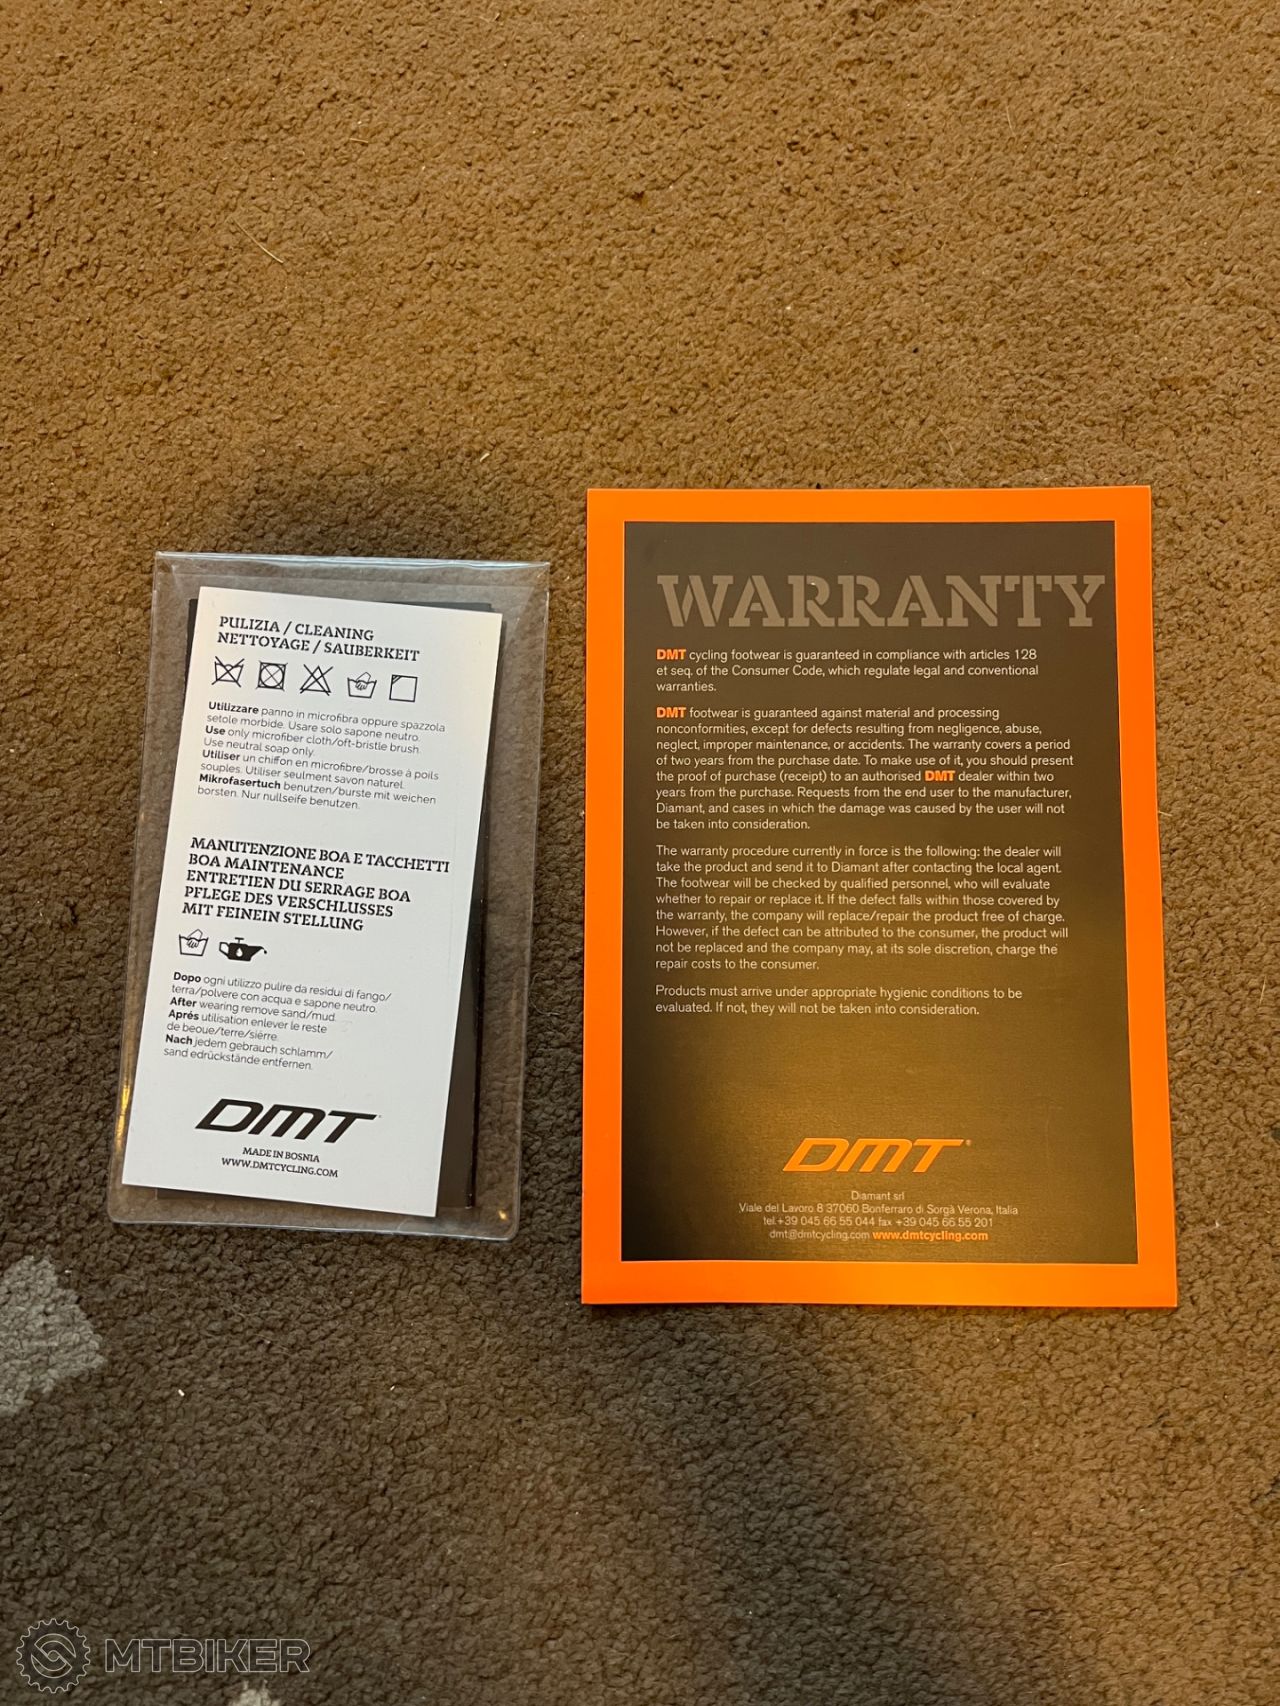 PULIZIA / CLEANING
NETTOYAGE / SAUBERKEIT
Utilizzare panno in microfibra oppure spazzola
setole morbide. Usare solo sapone neutro.
Use only microfiber cloth/oft-bristle brush.
Use neutral soap only.
Utiliser un chiffon en microfibre/brosse à poils
souples. Utiliser seulment savon naturel.
Mikrofasertuch benutzen/burste mit weichen
borsten. Nur nullseife benutzen.
MANUTENZIONE BOA E TACCHETTI
BOA MAINTENANCE
ENTRETIEN DU SERRAGE BOA
PFLEGE DES VERSCHLUSSES
MIT FEINEIN STELLUNG
Dopo ogni utilizzo pulire da residui di fango/
terra/polvere con acqua e sapone neutro.
After wearing remove sand/mud.
Aprés utilisation enlever le reste
de beoue/terre/sierre.
Nach jedem gebrauch schlamm/
sand edrückstände entfernen.
DMT
MADE IN BOSNIA
WWW.DMTCYCLING.COM
WARRANTY
DMT cycling footwear is guaranteed in compliance with articles 128
et seq. of the Consumer Code, which regulate legal and conventional
warranties.
DMT footwear is guaranteed against material and processing
nonconformities, except for defects resulting from negligence, abuse,
neglect, improper maintenance, or accidents. The warranty covers a period
of two years from the purchase date. To make use of it, you should present
the proof of purchase (receipt) to an authorised DMT dealer within two
years from the purchase. Requests from the end user to the manufacturer,
Diamant, and cases in which the damage was caused by the user will not
be taken into consideration.
The warranty procedure currently in force is the following: the dealer will
take the product and send it to Diamant after contacting the local agent.
The footwear will be checked by qualified personnel, who will evaluate
whether to repair or replace it. If the defect falls within those covered by
the warranty, the company will replace/repair the product free of charge.
However, if the defect can be attributed to the consumer, the product will
not be replaced and the company may, at its sole discretion, charge the
repair costs to the consumer.
Products must arrive under appropriate hygienic conditions to be
evaluated. If not, they will not be taken into consideration.
DMT®
Diamant srl
Viale del Lavoro 8 37060 Bonferraro di Sorgà Verona, Italia
tel.+39 045 66 55 044 fax +39 045 66 55 201
dmt@dmtcycling.com www.dmtcycling.com
MTBIKER